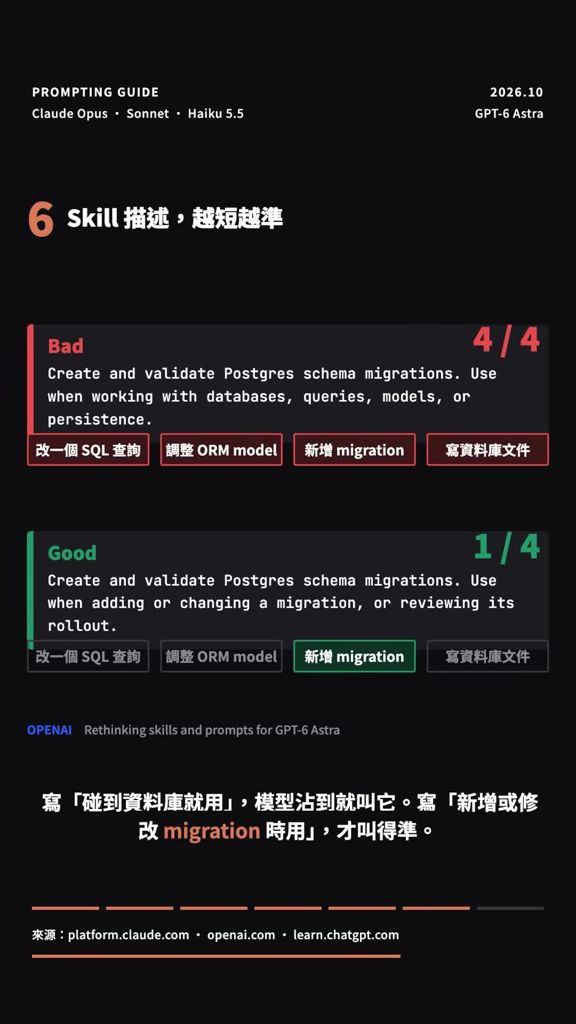 PROMPTING GUIDE
2026.10
Claude Opus · Sonnet · Haiku 5.5
GPT-6 Astra
6 Skill 描述，越短越準
4 / 4
Bad
Create and validate Postgres schema migrations. Use
when working with databases, queries, models, or
persistence.
改一個 SQL 查詢 調整 ORM model 新增 migration 寫資料庫文件
1 / 4
Good
Create and validate Postgres schema migrations. Use
when adding or changing a migration, or reviewing its
rollout.
改一個 SQL 查詢 調整 ORM model 新增 migration 寫資料庫文件
OPENAI Rethinking skills and prompts for GPT-6 Astra
寫「碰到資料庫就用」，模型沾到就叫它。寫「新增或修
改 migration 時用」，才叫得準。
來源：platform.claude.com · openai.com · learn.chatgpt.com